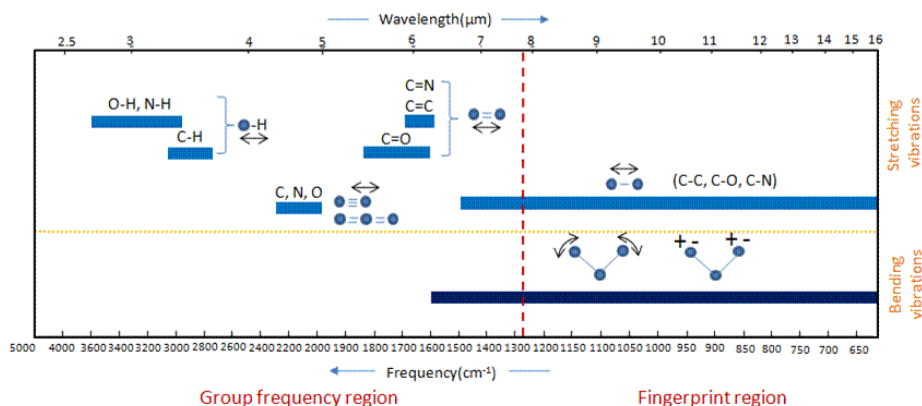 Wavelength(µm)
2.5 3 4 5 6 7 8 9 10 11 12 13 14 15 16
C=N
O-H, N-H
C=C
-H
C-H
C=O
C, N, O
(C-C, C-O, C-N)
Stretching
vibrations
+ - + -
Bending
vibrations
5000 4000 3600 3400 3200 3000 2800 2600 2400 2200 2000 1900 1800 1700 1600 1500 1400 1300 1200 1100 1050 950 900 850 800 750 700 650
Frequency(cm⁻¹)
Group frequency region
Fingerprint region